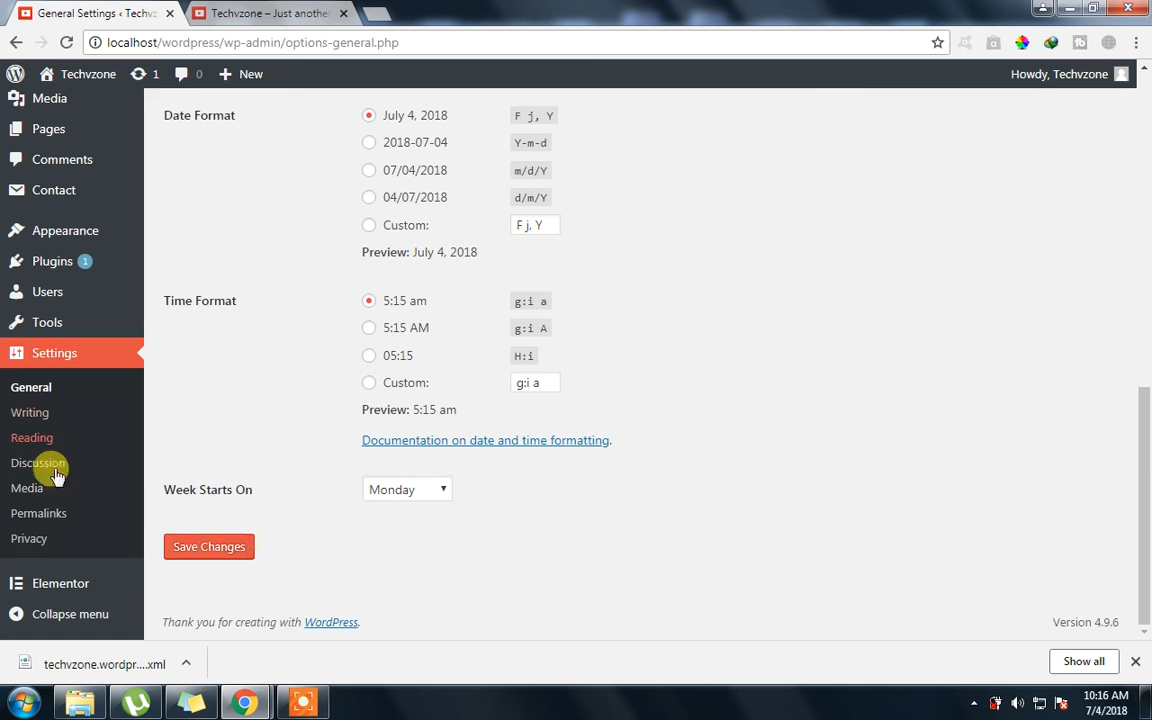 General Settings ‹ Techvz
Techvzone – Just anothe
localhost/wordpress/wp-admin/options-general.php
Techvzone 1 0 New Howdy, Techvzone
Media
Pages
Comments
Contact
Appearance
Plugins 1
Users
Tools
Settings
General
Writing
Reading
Discussion
Media
Permalinks
Privacy
Elementor
Collapse menu
Date Format
July 4, 2018 F j, Y
2018-07-04 Y-m-d
07/04/2018 m/d/Y
04/07/2018 d/m/Y
Custom: F j, Y
Preview: July 4, 2018
Time Format
5:15 am g:i a
5:15 AM g:i A
05:15 H:i
Custom: g:i a
Preview: 5:15 am
Documentation on date and time formatting.
Week Starts On Monday
Save Changes
Thank you for creating with WordPress. Version 4.9.6
techvzone.wordpr....xml Show all
10:16 AM
7/4/2018